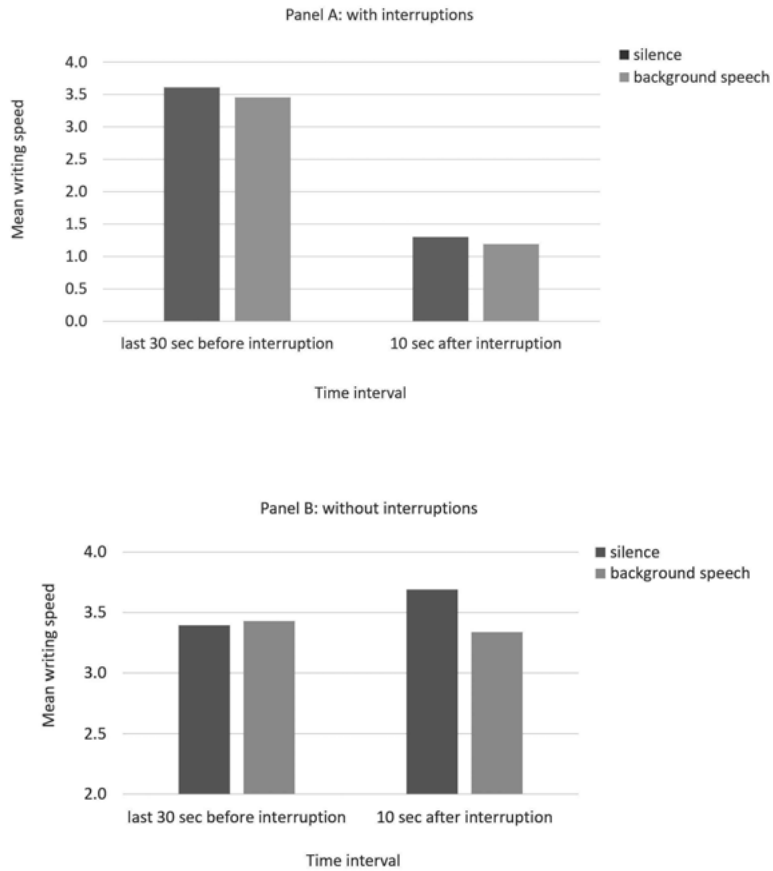 Panel A: with interruptions
silence
background speech
Mean writing speed
4.0
3.5
3.0
2.5
2.0
1.5
1.0
0.5
0.0
last 30 sec before interruption 10 sec after interruption
Time interval
Panel B: without interruptions
silence
background speech
Mean writing speed
4.0
3.5
3.0
2.5
2.0
last 30 sec before interruption 10 sec after interruption
Time interval